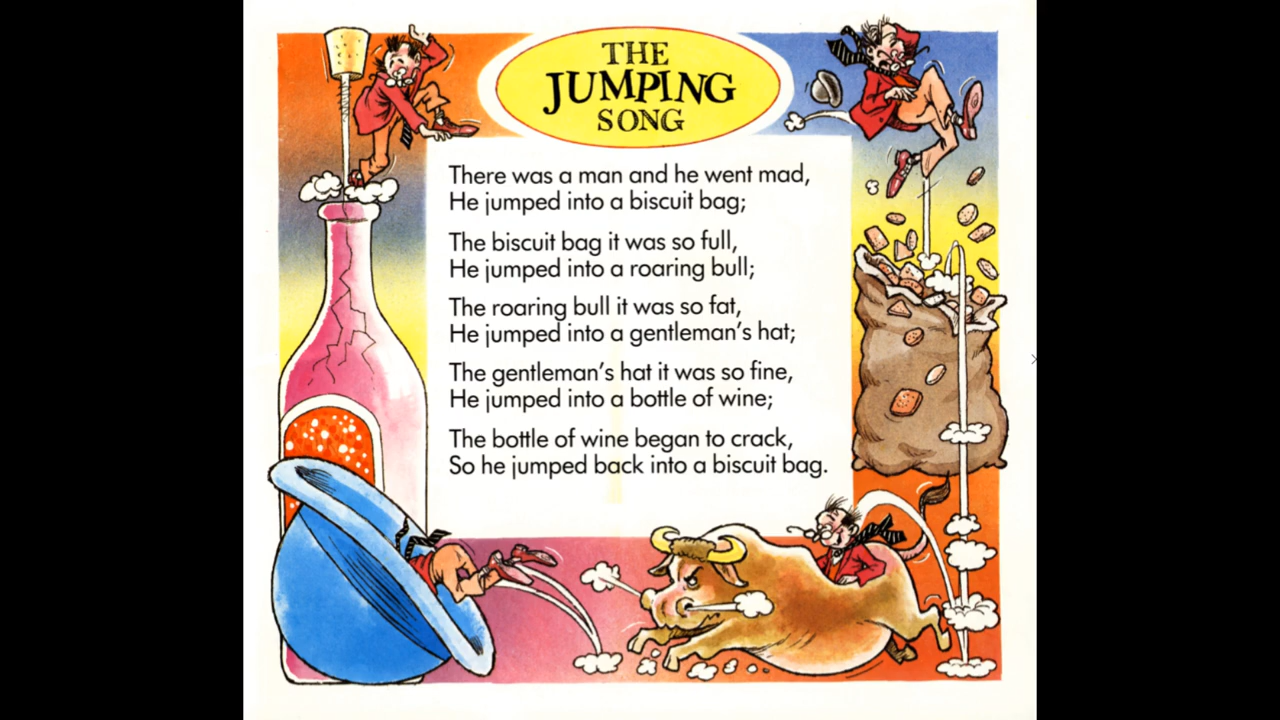 THE
JUMPING
SONG
There was a man and he went mad,
He jumped into a biscuit bag;
The biscuit bag it was so full,
He jumped into a roaring bull;
The roaring bull it was so fat,
He jumped into a gentleman's hat;
The gentleman's hat it was so fine,
He jumped into a bottle of wine;
The bottle of wine began to crack,
So he jumped back into a biscuit bag.